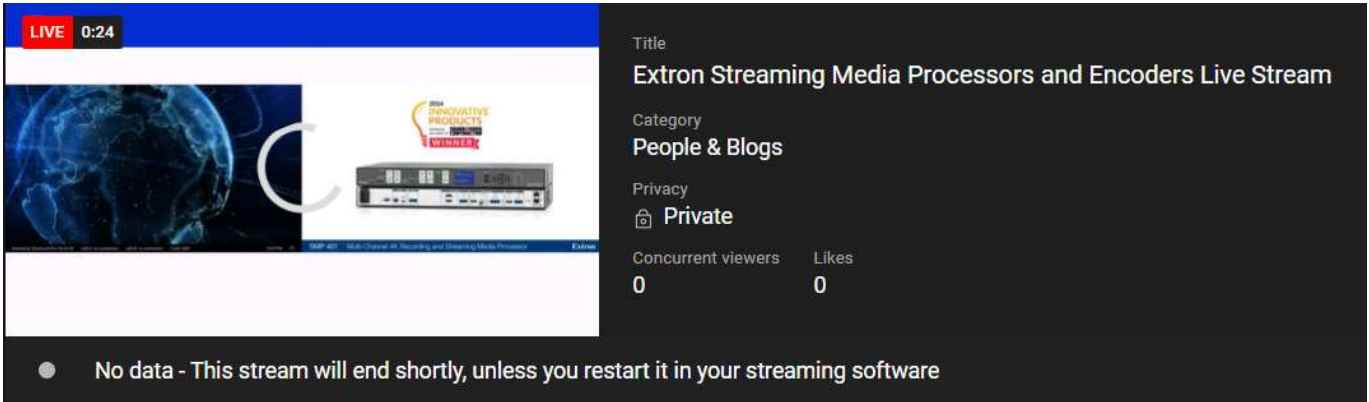 LIVE 0:24
2024
INNOVATIVE
PRODUCTS
WINNER
SMP 401 Multi-Channel 4K Recording and Streaming Media Processor
Extron
Title
Extron Streaming Media Processors and Encoders Live Stream
Category
People & Blogs
Privacy
Private
Concurrent viewers Likes
0 0
No data - This stream will end shortly, unless you restart it in your streaming software